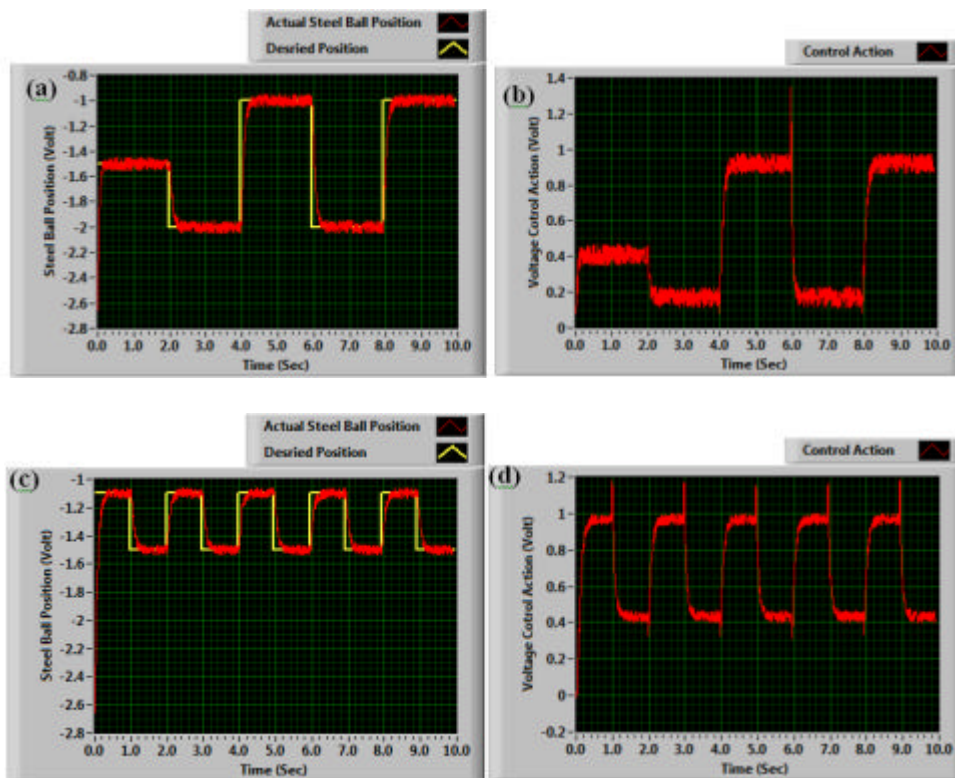 Actual Steel Ball Position
Desried Position
(a)
Steel Ball Position (Volt)
-0.8
-1
-1.2
-1.4
-1.6
-1.8
-2
-2.2
-2.4
-2.6
-2.8
0.0 1.0 2.0 3.0 4.0 5.0 6.0 7.0 8.0 9.0 10.0
Time (Sec)
Control Action
(b)
Voltage Cotrol Action (Volt)
1.4
1.2
1
0.8
0.6
0.4
0.2
0
0.0 1.0 2.0 3.0 4.0 5.0 6.0 7.0 8.0 9.0 10.0
Time (Sec)
Actual Steel Ball Position
Desried Position
(c)
Steel Ball Position (Volt)
-1
-1.2
-1.4
-1.6
-1.8
-2
-2.2
-2.4
-2.6
-2.8
0.0 1.0 2.0 3.0 4.0 5.0 6.0 7.0 8.0 9.0 10.0
Time (Sec)
Control Action
(d)
Voltage Cotrol Action (Volt)
1.2
1
0.8
0.6
0.4
0.2
0
-0.2
0.0 1.0 2.0 3.0 4.0 5.0 6.0 7.0 8.0 9.0 10.0
Time (Sec)